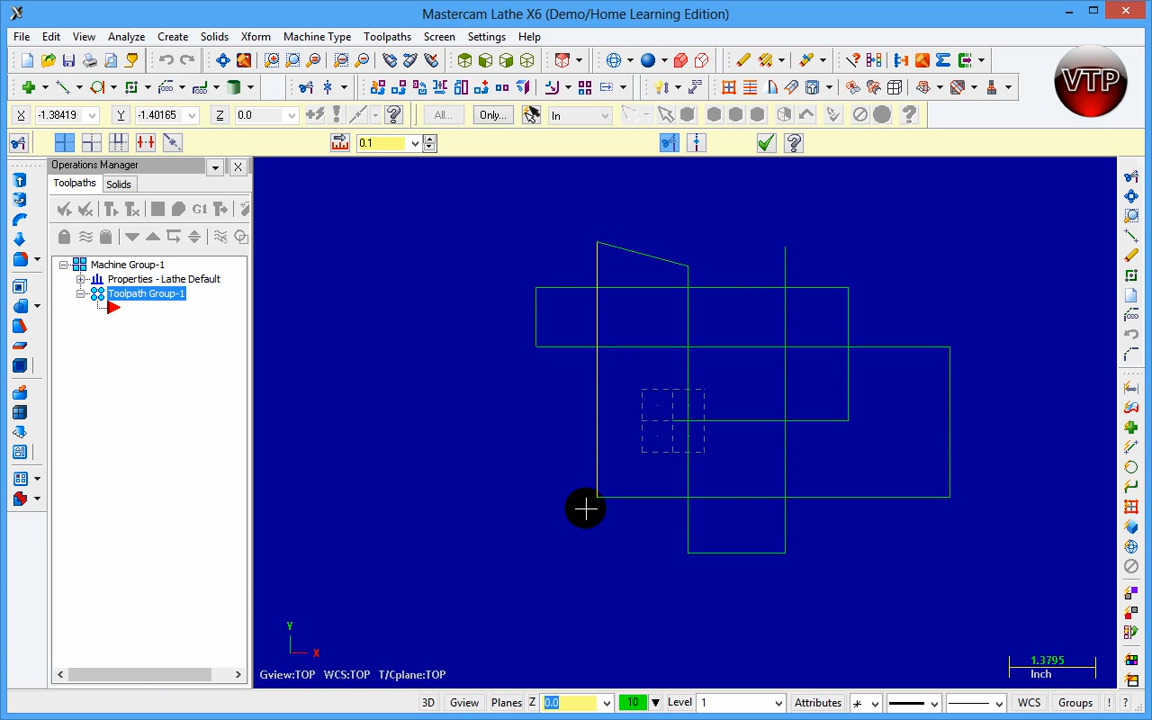 Mastercam Lathe X6 (Demo/Home Learning Edition)
File Edit View Analyze Create Solids Xform Machine Type Toolpaths Screen Settings Help
VTP
X -1.38419 Y -1.40165 Z 0.0 All... Only... In
0.1
Operations Manager
Toolpaths Solids
G1
Machine Group-1
Properties - Lathe Default
Toolpath Group-1
Y
X
Gview:TOP WCS:TOP T/Cplane:TOP
1.3795
Inch
3D Gview Planes Z 0.0 10 Level 1 Attributes WCS Groups ! ?